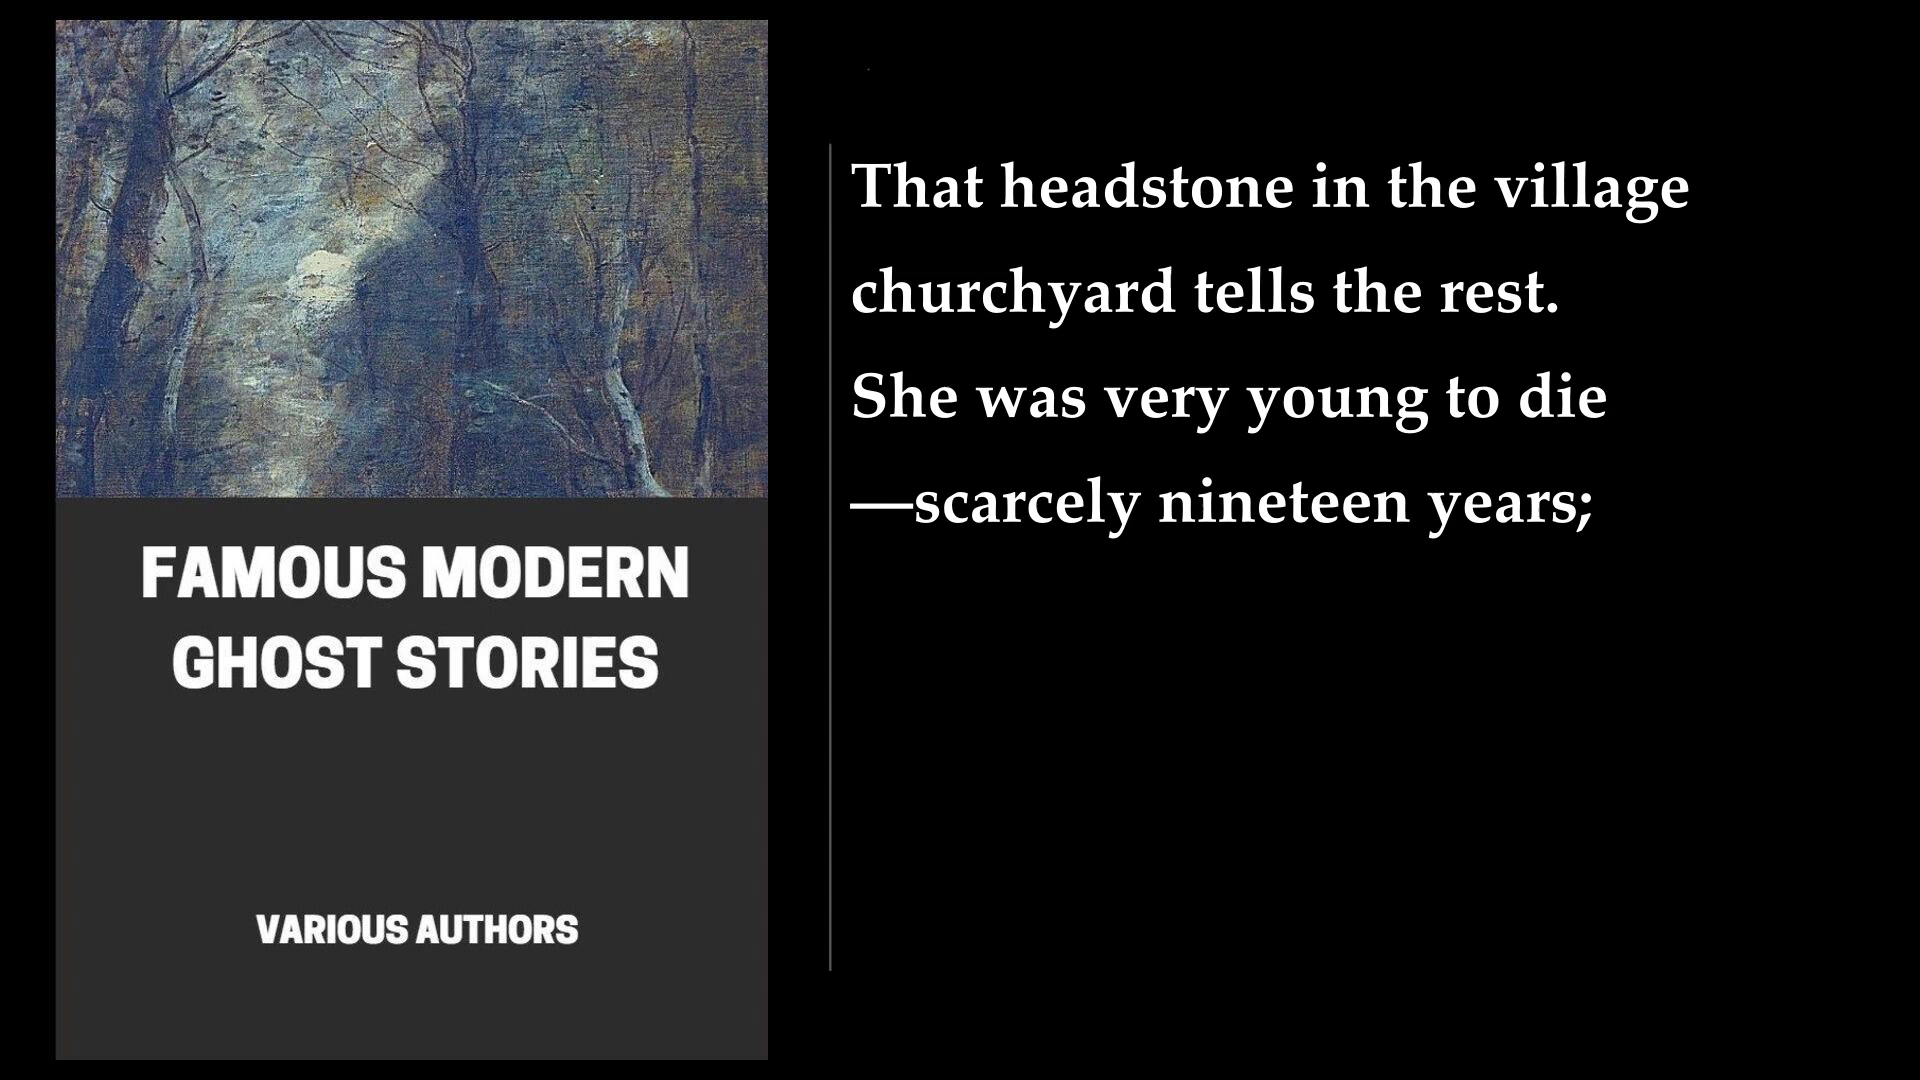 FAMOUS MODERN
GHOST STORIES
VARIOUS AUTHORS
That headstone in the village
churchyard tells the rest.
She was very young to die
—scarcely nineteen years;